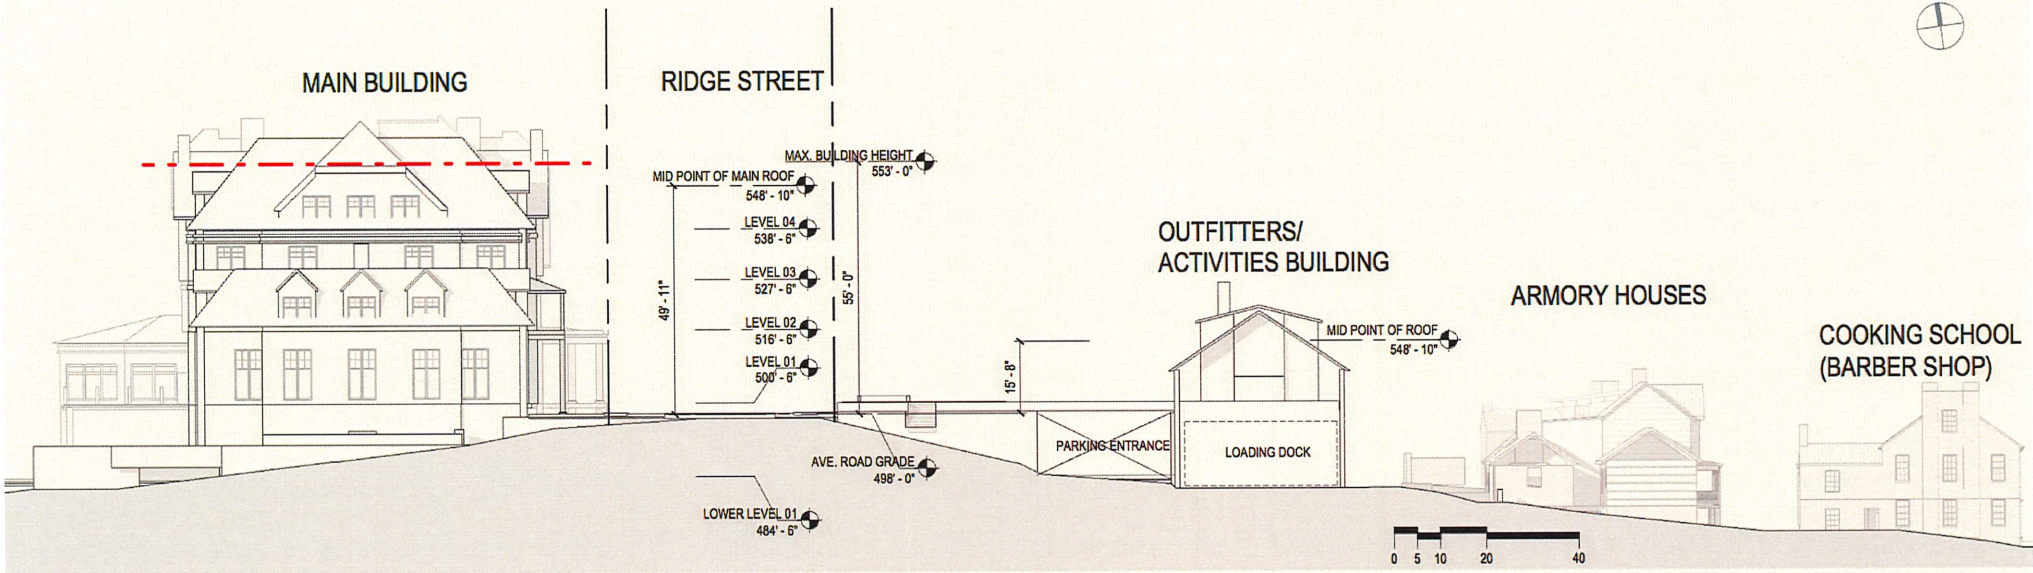 MAIN BUILDING
RIDGE STREET
MAX. BUILDING HEIGHT
553' - 0"
MID POINT OF MAIN ROOF
548' - 10"
LEVEL 04
538' - 6"
LEVEL 03
527' - 6"
LEVEL 02
516' - 6"
LEVEL 01
500' - 6"
49' - 11"
55' - 0"
AVE. ROAD GRADE
498' - 0"
LOWER LEVEL 01
484' - 6"
15' - 8"
PARKING ENTRANCE
LOADING DOCK
OUTFITTERS/
ACTIVITIES BUILDING
MID POINT OF ROOF
548' - 10"
ARMORY HOUSES
COOKING SCHOOL
(BARBER SHOP)
0 5 10 20 40